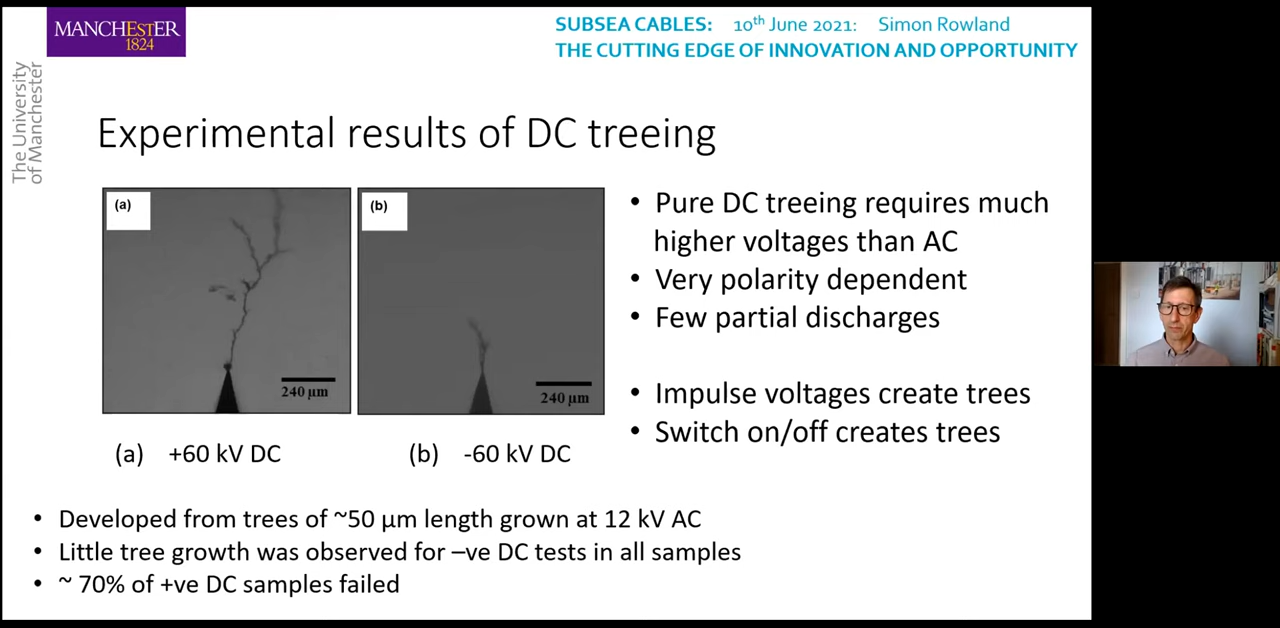 MANCHESTER
1824
The University
of Manchester
SUBSEA CABLES: 10th June 2021: Simon Rowland
THE CUTTING EDGE OF INNOVATION AND OPPORTUNITY
Experimental results of DC treeing
(a)
240 µm
(b)
240 µm
(a) +60 kV DC
(b) -60 kV DC
• Pure DC treeing requires much
higher voltages than AC
• Very polarity dependent
• Few partial discharges
• Impulse voltages create trees
• Switch on/off creates trees
• Developed from trees of ~50 µm length grown at 12 kV AC
• Little tree growth was observed for –ve DC tests in all samples
• ~ 70% of +ve DC samples failed